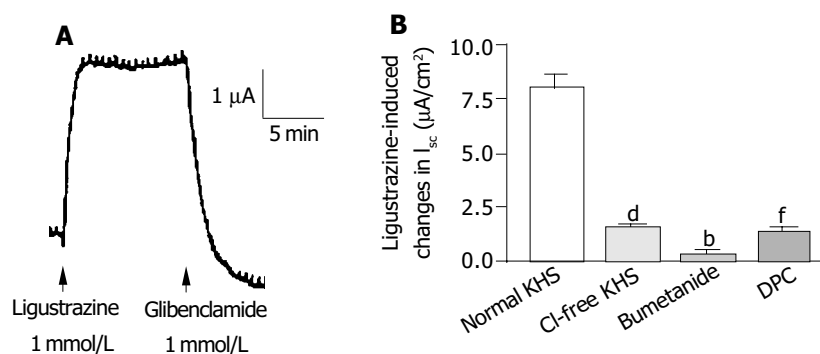 A
1 μA
5 min
Ligustrazine
1 mmol/L
Glibenclamide
1 mmol/L
B
Ligustrazine-induced
changes in Isc (μA/cm²)
10.0
7.5
5.0
2.5
0.0
d
b
f
Normal KHS
Cl-free KHS
Bumetanide
DPC